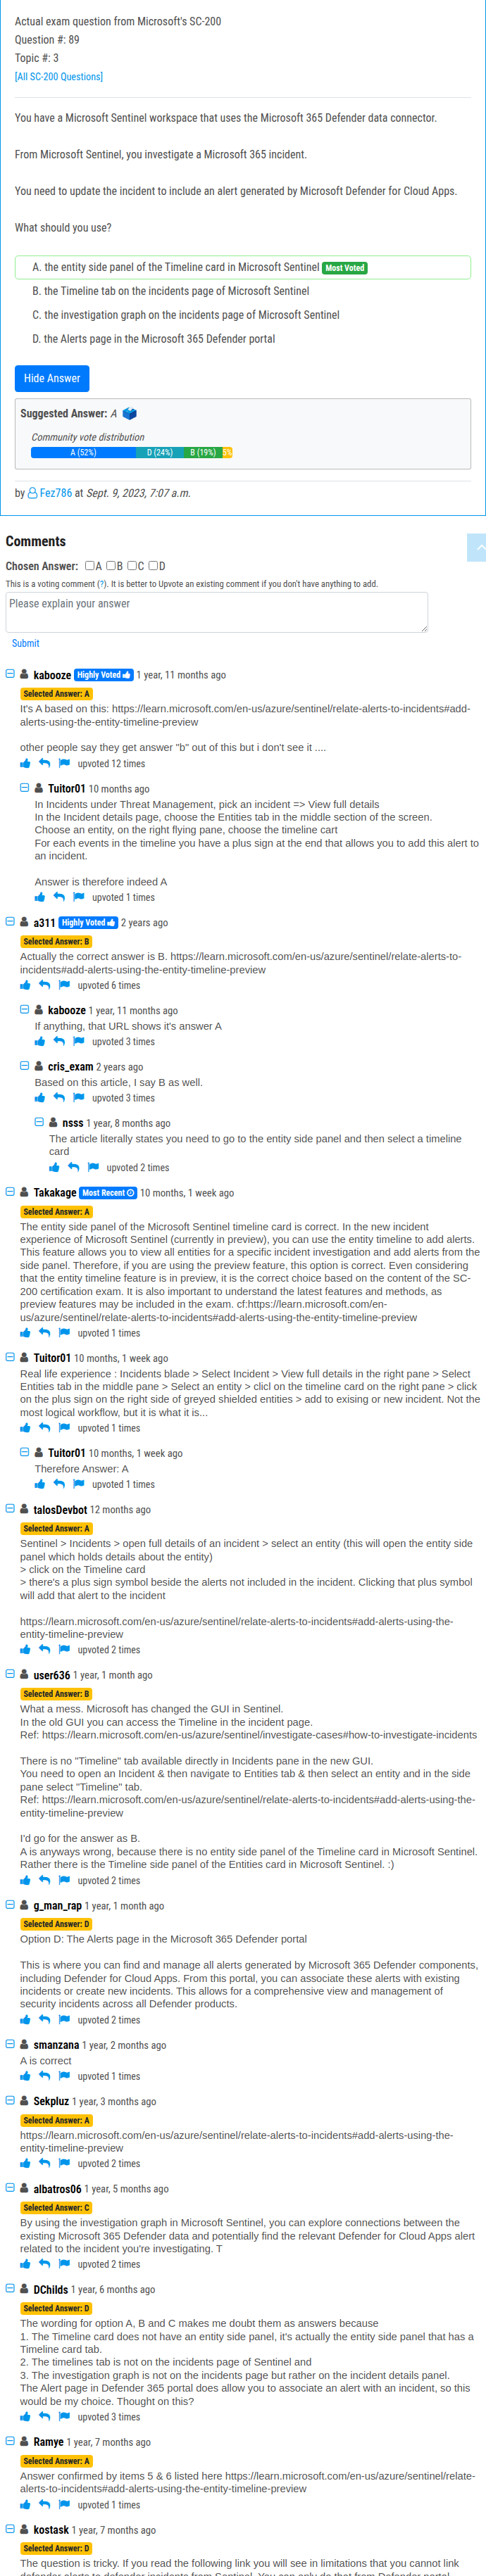 Actual exam question from Microsoft's SC-200
Question #: 89
Topic #: 3
[All SC-200 Questions]
You have a Microsoft Sentinel workspace that uses the Microsoft 365 Defender data connector.
From Microsoft Sentinel, you investigate a Microsoft 365 incident.
You need to update the incident to include an alert generated by Microsoft Defender for Cloud Apps.
What should you use?
A. the entity side panel of the Timeline card in Microsoft Sentinel Most Voted
B. the Timeline tab on the incidents page of Microsoft Sentinel
C. the investigation graph on the incidents page of Microsoft Sentinel
D. the Alerts page in the Microsoft 365 Defender portal
Hide Answer
Suggested Answer: A
Community vote distribution
A (52%) D (24%) B (19%) 5%
by Fez786 at Sept. 9, 2023, 7:07 a.m.
Comments
Chosen Answer: A B C D
This is a voting comment (?). It is better to Upvote an existing comment if you don't have anything to add.
Please explain your answer
Submit
kabooze Highly Voted 1 year, 11 months ago
Selected Answer: A
It's A based on this: https://learn.microsoft.com/en-us/azure/sentinel/relate-alerts-to-incidents#add-
alerts-using-the-entity-timeline-preview
other people say they get answer "b" out of this but i don't see it ....
upvoted 12 times
Tuitor01 10 months ago
In Incidents under Threat Management, pick an incident => View full details
In the Incident details page, choose the Entities tab in the middle section of the screen.
Choose an entity, on the right flying pane, choose the timeline cart
For each events in the timeline you have a plus sign at the end that allows you to add this alert to
an incident.
Answer is therefore indeed A
upvoted 1 times
a311 Highly Voted 2 years ago
Selected Answer: B
Actually the correct answer is B. https://learn.microsoft.com/en-us/azure/sentinel/relate-alerts-to-
incidents#add-alerts-using-the-entity-timeline-preview
upvoted 6 times
kabooze 1 year, 11 months ago
If anything, that URL shows it's answer A
upvoted 3 times
cris_exam 2 years ago
Based on this article, I say B as well.
upvoted 3 times
nsss 1 year, 8 months ago
The article literally states you need to go to the entity side panel and then select a timeline
card
upvoted 2 times
Takakage Most Recent 10 months, 1 week ago
Selected Answer: A
The entity side panel of the Microsoft Sentinel timeline card is correct. In the new incident
experience of Microsoft Sentinel (currently in preview), you can use the entity timeline to add alerts.
This feature allows you to view all entities for a specific incident investigation and add alerts from the
side panel. Therefore, if you are using the preview feature, this option is correct. Even considering
that the entity timeline feature is in preview, it is the correct choice based on the content of the SC-
200 certification exam. It is also important to understand the latest features and methods, as
preview features may be included in the exam. cf:https://learn.microsoft.com/en-
us/azure/sentinel/relate-alerts-to-incidents#add-alerts-using-the-entity-timeline-preview
upvoted 1 times
Tuitor01 10 months, 1 week ago
Real life experience : Incidents blade > Select Incident > View full details in the right pane > Select
Entities tab in the middle pane > Select an entity > clicl on the timeline card on the right pane > click
on the plus sign on the right side of greyed shielded entities > add to exising or new incident. Not the
most logical workflow, but it is what it is...
upvoted 1 times
Tuitor01 10 months, 1 week ago
Therefore Answer: A
upvoted 1 times
talosDevbot 12 months ago
Selected Answer: A
Sentinel > Incidents > open full details of an incident > select an entity (this will open the entity side
panel which holds details about the entity)
> click on the Timeline card
> there's a plus sign symbol beside the alerts not included in the incident. Clicking that plus symbol
will add that alert to the incident
https://learn.microsoft.com/en-us/azure/sentinel/relate-alerts-to-incidents#add-alerts-using-the-
entity-timeline-preview
upvoted 2 times
user636 1 year, 1 month ago
Selected Answer: B
What a mess. Microsoft has changed the GUI in Sentinel.
In the old GUI you can access the Timeline in the incident page.
Ref: https://learn.microsoft.com/en-us/azure/sentinel/investigate-cases#how-to-investigate-incidents
There is no "Timeline" tab available directly in Incidents pane in the new GUI.
You need to open an Incident & then navigate to Entities tab & then select an entity and in the side
pane select "Timeline" tab.
Ref: https://learn.microsoft.com/en-us/azure/sentinel/relate-alerts-to-incidents#add-alerts-using-the-
entity-timeline-preview
I'd go for the answer as B.
A is anyways wrong, because there is no entity side panel of the Timeline card in Microsoft Sentinel.
Rather there is the Timeline side panel of the Entities card in Microsoft Sentinel. :)
upvoted 2 times
g_man_rap 1 year, 1 month ago
Selected Answer: D
Option D: The Alerts page in the Microsoft 365 Defender portal
This is where you can find and manage all alerts generated by Microsoft 365 Defender components,
including Defender for Cloud Apps. From this portal, you can associate these alerts with existing
incidents or create new incidents. This allows for a comprehensive view and management of
security incidents across all Defender products.
upvoted 2 times
smanzana 1 year, 2 months ago
A is correct
upvoted 1 times
Sekpluz 1 year, 3 months ago
Selected Answer: A
https://learn.microsoft.com/en-us/azure/sentinel/relate-alerts-to-incidents#add-alerts-using-the-
entity-timeline-preview
upvoted 2 times
albatros06 1 year, 5 months ago
Selected Answer: C
By using the investigation graph in Microsoft Sentinel, you can explore connections between the
existing Microsoft 365 Defender data and potentially find the relevant Defender for Cloud Apps alert
related to the incident you're investigating. T
upvoted 2 times
DChilds 1 year, 6 months ago
Selected Answer: D
The wording for option A, B and C makes me doubt them as answers because
1. The Timeline card does not have an entity side panel, it's actually the entity side panel that has a
Timeline card tab.
2. The timelines tab is not on the incidents page of Sentinel and
3. The investigation graph is not on the incidents page but rather on the incident details panel.
The Alert page in Defender 365 portal does allow you to associate an alert with an incident, so this
would be my choice. Thought on this?
upvoted 3 times
Ramye 1 year, 7 months ago
Selected Answer: A
Answer confirmed by items 5 & 6 listed here https://learn.microsoft.com/en-us/azure/sentinel/relate-
alerts-to-incidents#add-alerts-using-the-entity-timeline-preview
upvoted 1 times
kostask 1 year, 7 months ago
Selected Answer: D
The question is tricky. If you read the following link you will see in limitations that you cannot link